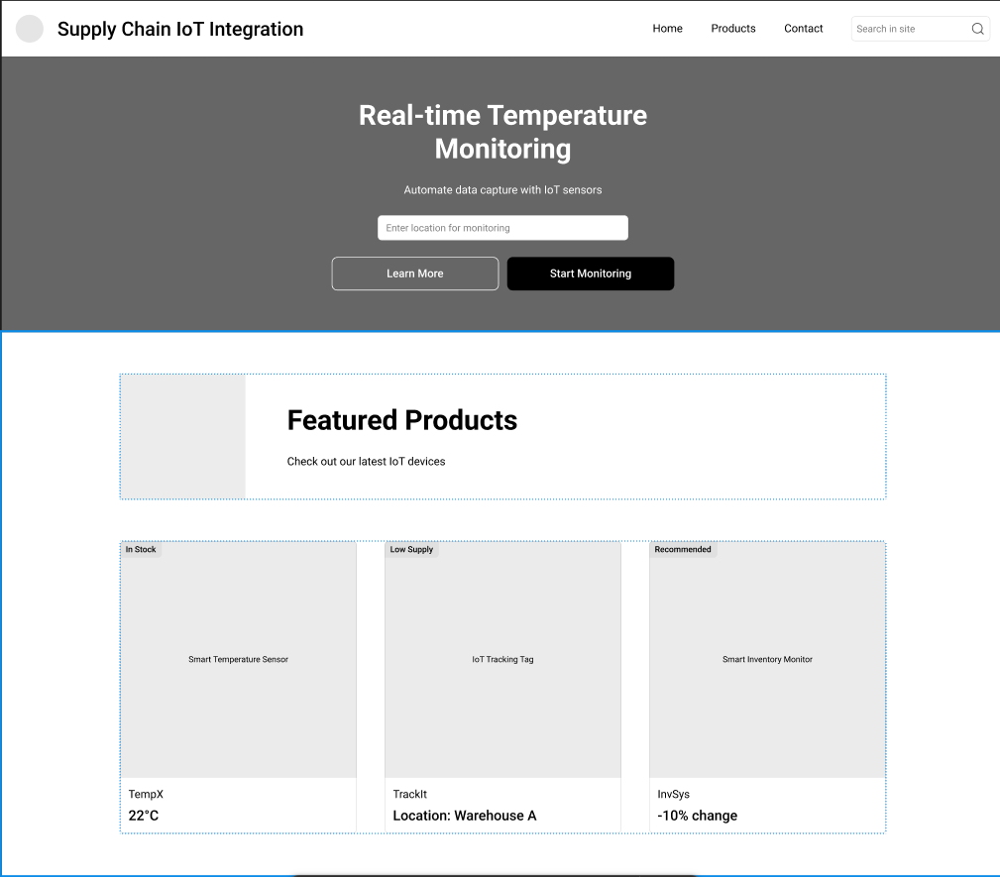 Supply Chain IoT Integration
Home
Products
Contact
Search in site
Real-time Temperature
Monitoring
Automate data capture with IoT sensors
Enter location for monitoring
Learn More
Start Monitoring
Featured Products
Check out our latest IoT devices
In Stock
Smart Temperature Sensor
TempX
22°C
Low Supply
IoT Tracking Tag
TrackIt
Location: Warehouse A
Recommended
Smart Inventory Monitor
InvSys
-10% change